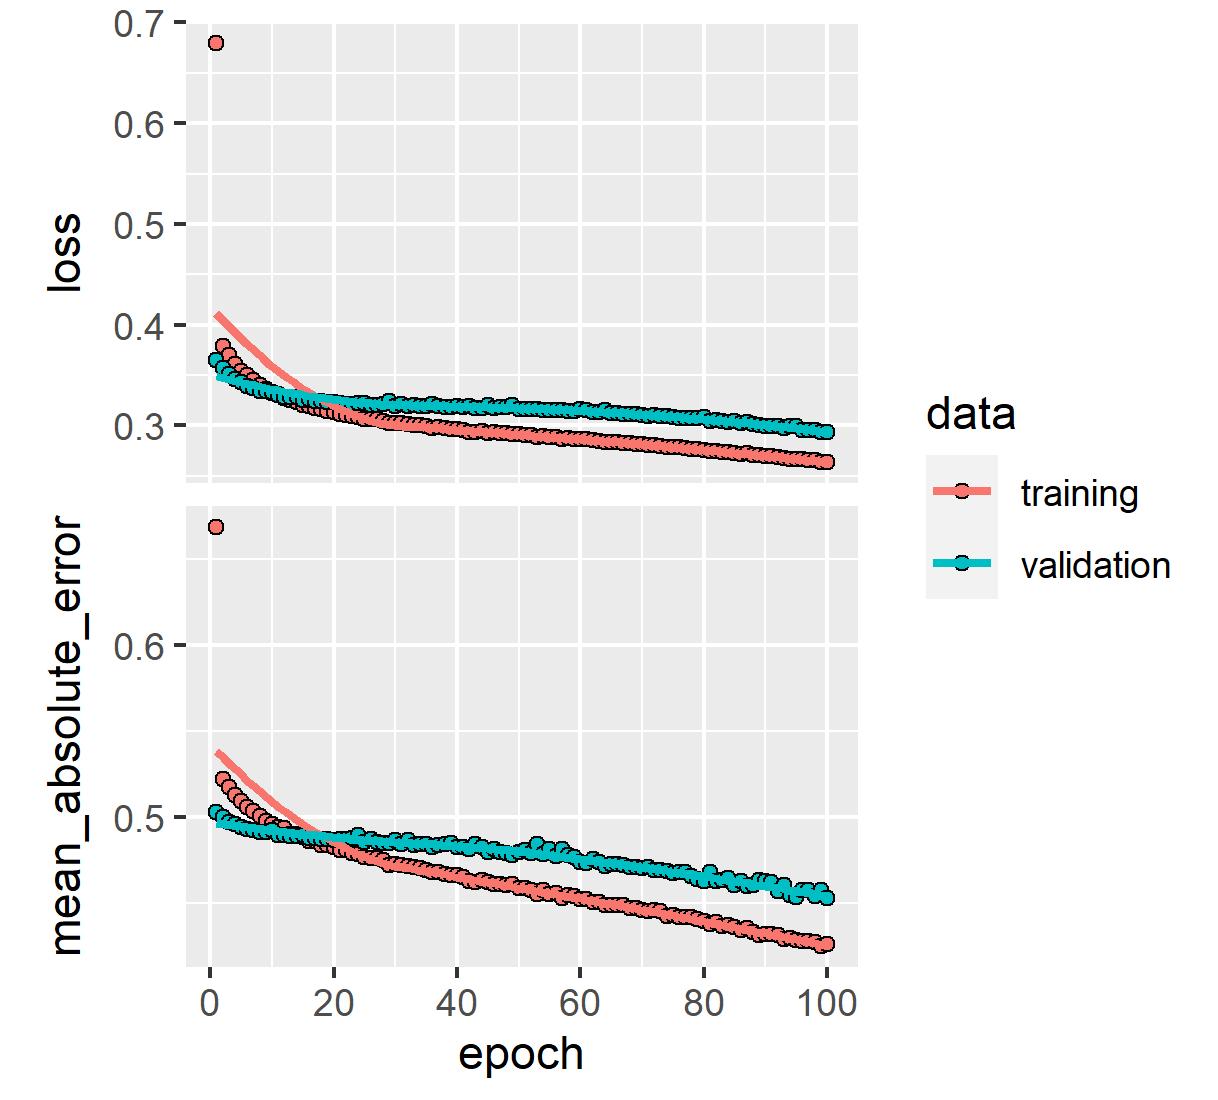 loss
0.7
0.6
0.5
0.4
0.3
mean_absolute_error
0.6
0.5
0 20 40 60 80 100
epoch
data
training
validation